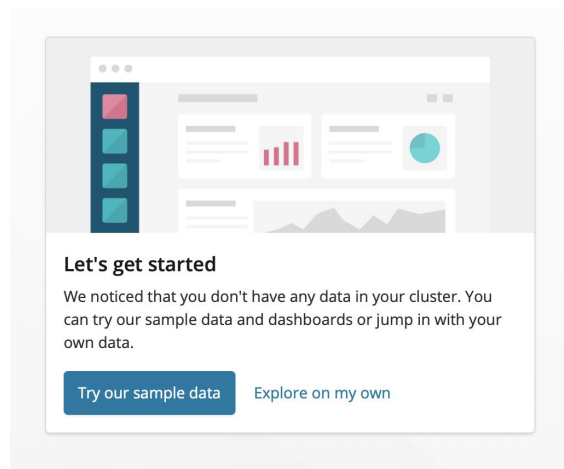 Let's get started
We noticed that you don't have any data in your cluster. You
can try our sample data and dashboards or jump in with your
own data.
Try our sample data
Explore on my own